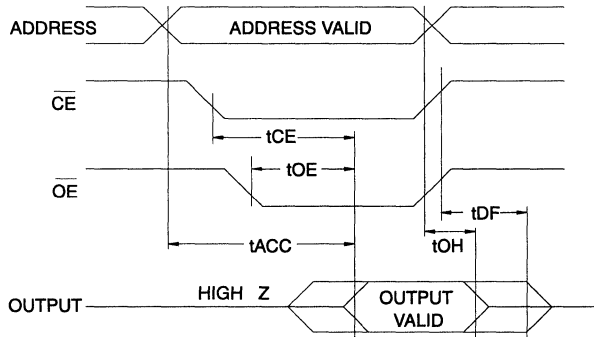 ADDRESS
ADDRESS VALID
CE
tCE
tOE
OE
tDF
tOH
tACC
HIGH Z
OUTPUT
OUTPUT
VALID